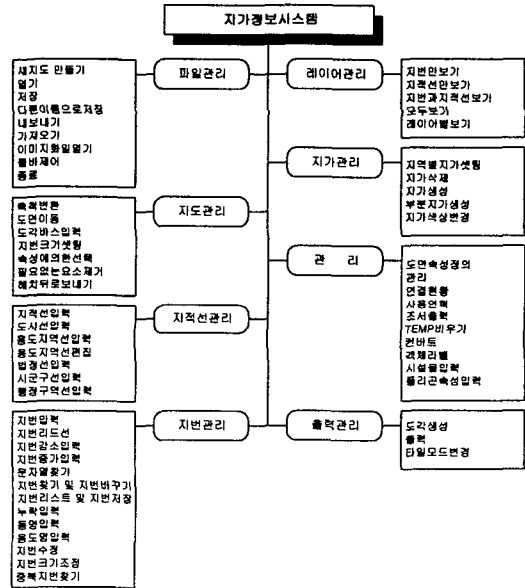 지가정보시스템
파일관리
새지도 만들기
열기
저장
다른이름으로저장
내보내기
가져오기
이미지화일열기
툴바제어
종료
지도관리
축척변환
도면이동
도각바스입력
지번크기셋팅
속성에의한선택
필요없는요소제거
해치뒤로보내기
지적선관리
지적선입력
도시선입력
용도지역선입력
용도지역선편집
법정선입력
시군구선입력
행정구역선입력
지번관리
지번입력
지번리드선
지번감소입력
지번증가입력
문자열찾기
지번찾기 및 지번바꾸기
지번리스트 및 지번저장
누락입력
동명입력
용도명입력
지번수정
지번크기조정
중복지번찾기
레이어관리
지번만보기
지적선만보기
지번과지적선보기
모두보기
레이어별보기
지가관리
지역별지가셋팅
지가삭제
지가생성
부분지가생성
지가색상변경
관 리
도면속성정의
관리
연결현황
사용연혁
조서출력
TEMP비우기
컨바트
객체라벨
시설물입력
폴리곤속성입력
출력관리
도각생성
출력
타일모드변경